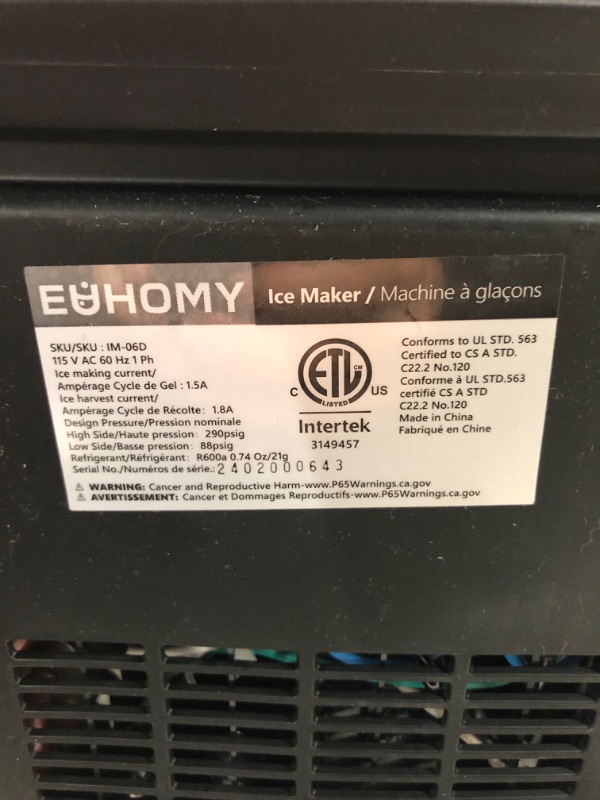 EUHOMY Ice Maker / Machine à glaçons
SKU/SKU : IM-06D
115 V AC 60 Hz 1 Ph
Ice making current/
Ampérage Cycle de Gel : 1.5A
Ice harvest current/
Ampérage Cycle de Récolte: 1.8A
Design Pressure/Pression nominale
High Side/Haute pression: 290psig
Low Side/Basse pression: 88psig
Refrigerant/Réfrigérant: R600a 0.74 Oz/21g
Serial No./Numéros de série.: 2402000643
C ETL CM US
LISTED
Intertek
3149457
Conforms to UL STD. 563
Certified to CS A STD.
C22.2 No.120
Conforme à UL STD.563
certifié CS A STD
C22.2 No.120
Made in China
Fabriqué en Chine
⚠ WARNING: Cancer and Reproductive Harm-www.P65Warnings.ca.gov
⚠ AVERTISSEMENT: Cancer et Dommages Reproductifs-www.P65Warnings.ca.gov